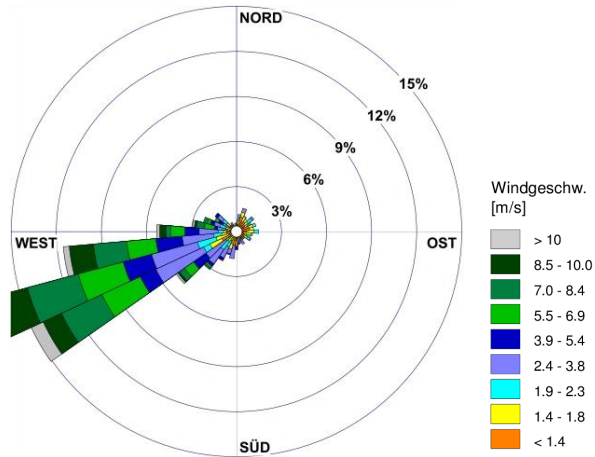 NORD
15%
12%
9%
6%
3%
WEST
OST
SÜD
Windgeschw.
[m/s]
> 10
8.5 - 10.0
7.0 - 8.4
5.5 - 6.9
3.9 - 5.4
2.4 - 3.8
1.9 - 2.3
1.4 - 1.8
< 1.4